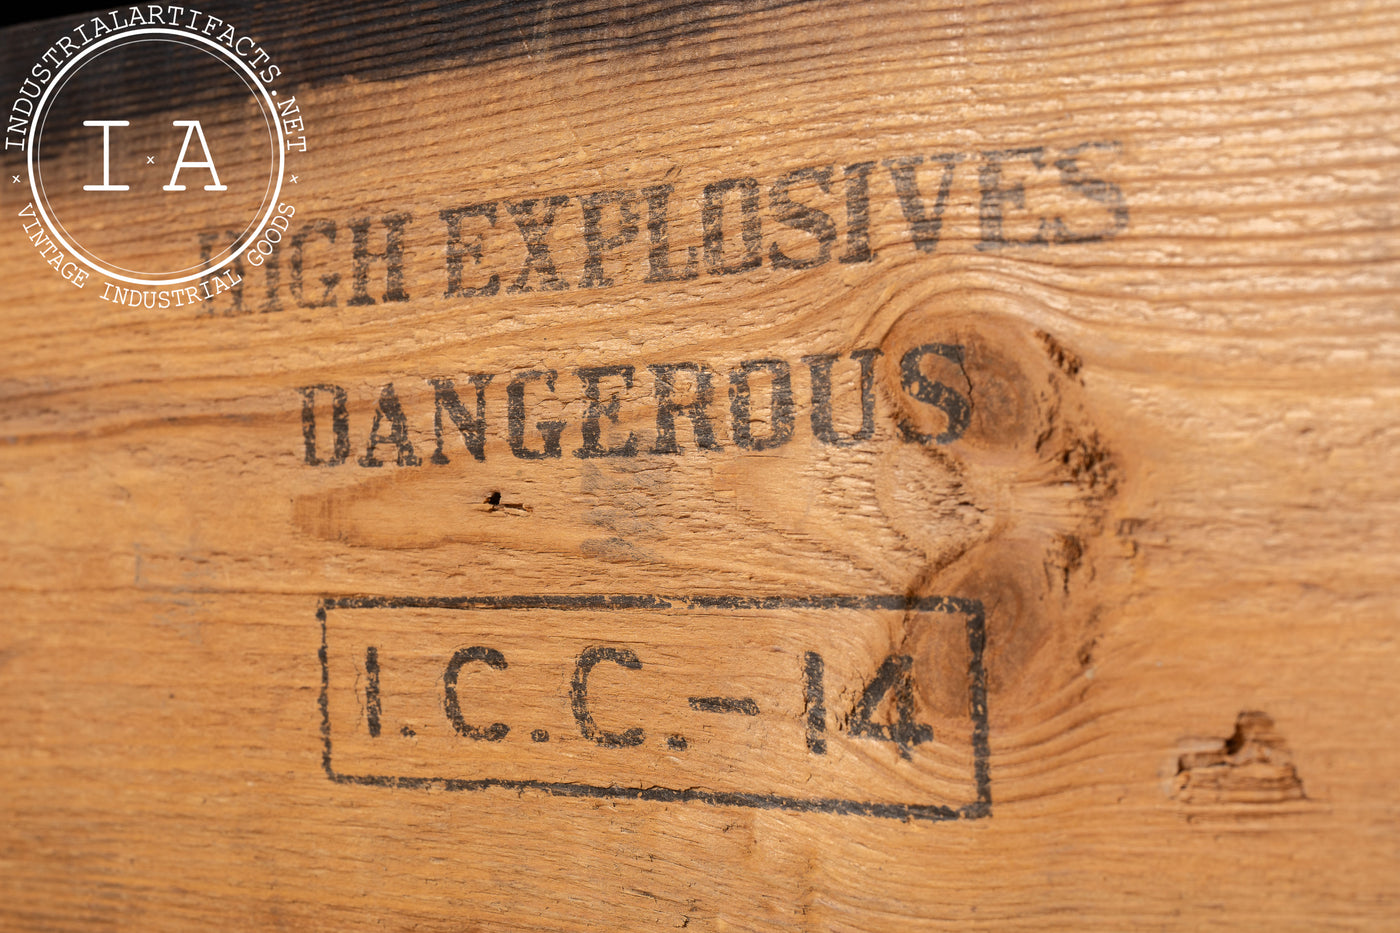 INDUSTRIALARTIFACTS.NET
I x A
x x
VINTAGE INDUSTRIAL GOODS
HIGH EXPLOSIVES
DANGEROUS
I.C.C.-14